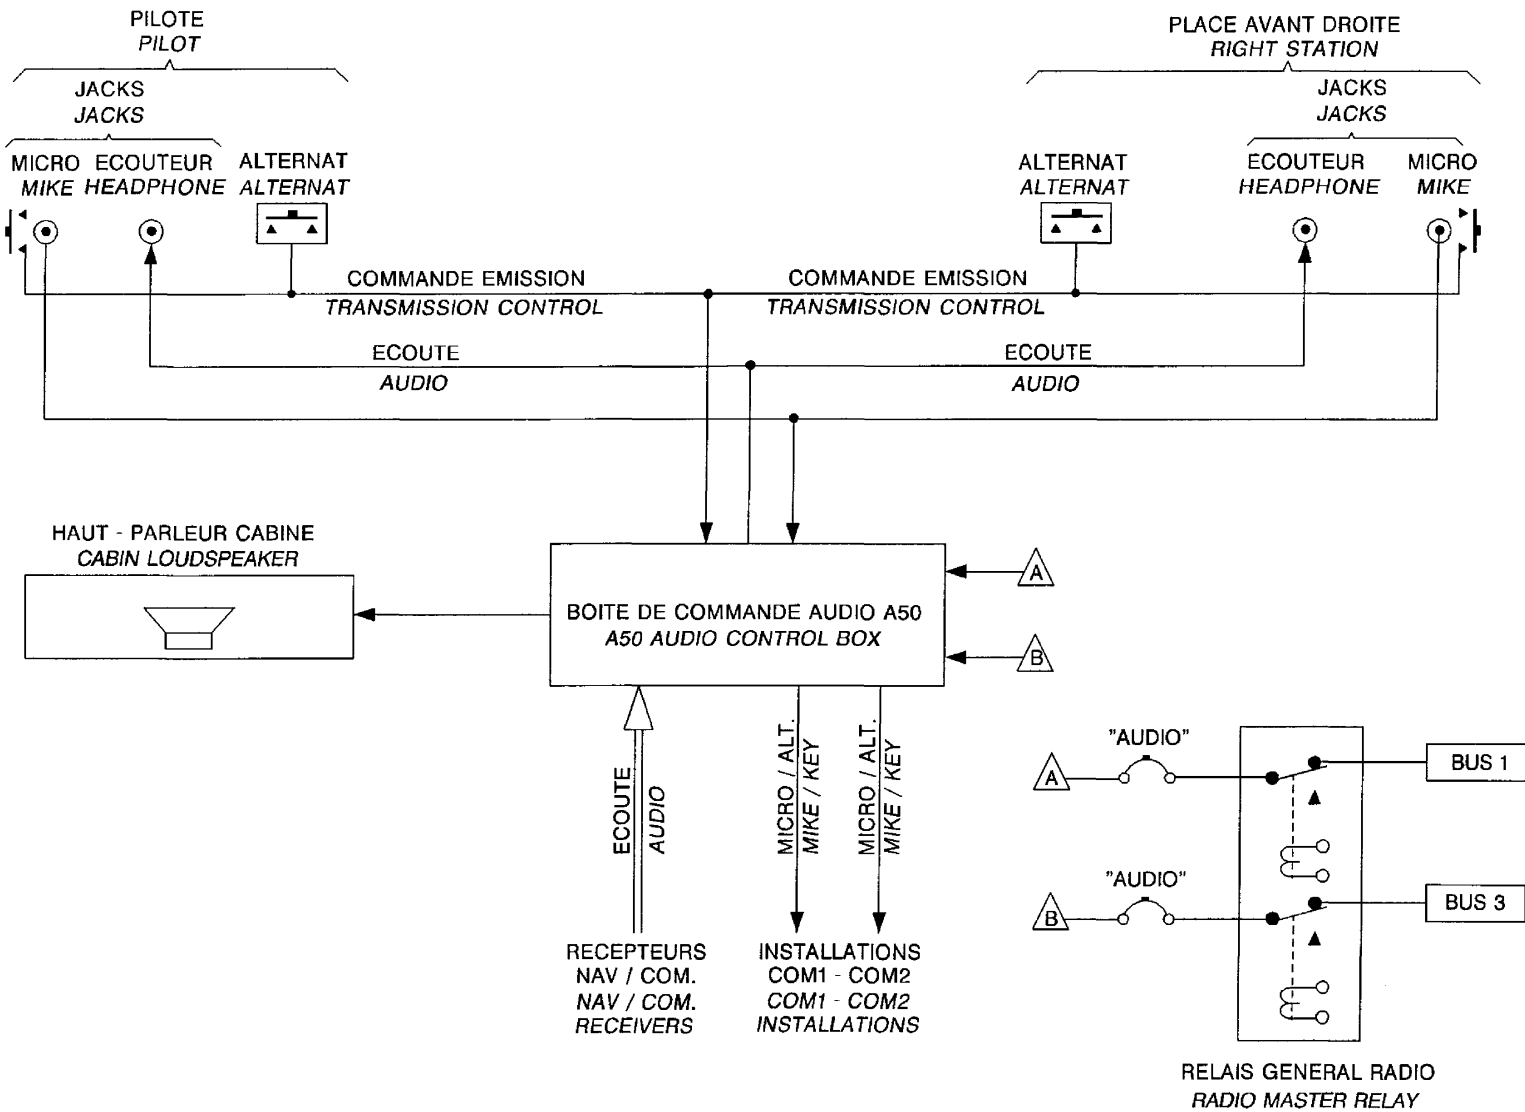 PILOTE
PILOT
JACKS
JACKS
MICRO
MIKE
ECOUTEUR
HEADPHONE
ALTERNAT
ALTERNAT
PLACE AVANT DROITE
RIGHT STATION
JACKS
JACKS
ALTERNAT
ALTERNAT
ECOUTEUR
HEADPHONE
MICRO
MIKE
COMMANDE EMISSION
TRANSMISSION CONTROL
COMMANDE EMISSION
TRANSMISSION CONTROL
ECOUTE
AUDIO
ECOUTE
AUDIO
HAUT - PARLEUR CABINE
CABIN LOUDSPEAKER
BOITE DE COMMANDE AUDIO A50
A50 AUDIO CONTROL BOX
A
B
ECOUTE
AUDIO
MICRO / ALT.
MIKE / KEY
MICRO / ALT.
MIKE / KEY
RECEPTEURS
NAV / COM.
NAV / COM.
RECEIVERS
INSTALLATIONS
COM1 - COM2
COM1 - COM2
INSTALLATIONS
A
"AUDIO"
BUS 1
B
"AUDIO"
BUS 3
RELAIS GENERAL RADIO
RADIO MASTER RELAY